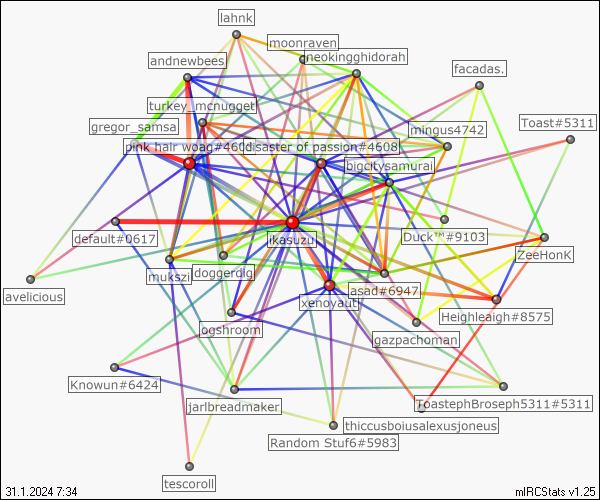 lahnk
moonraven
neokingghidorah
andnewbees
facadas.
turkey_mcnugget
Toast#5311
gregor_samsa
mingus4742
pink hair woag#460
disaster of passion#4608
bigcitysamurai
default#0617
ikasuzu
Duck™#9103
ZeeHonK
mukszi
doggerdlg
asad#6947
avelicious
xenoyaut
Heighleaigh#8575
ogshroom
gazpachoman
Knowun#6424
jarlbreadmaker
ToastephBroseph5311#5311
thiccusboiusalexusjoneus
Random Stuf6#5983
tescoroll
31.1.2024 7:34
mIRCStats v1.25